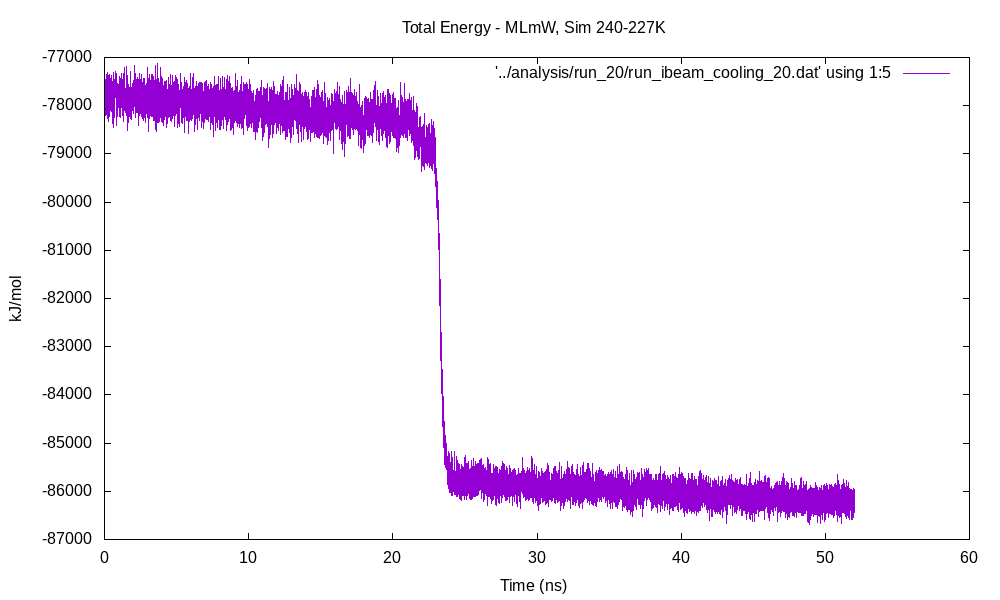 Total Energy - MLmW, Sim 240-227K
'../analysis/run_20/run_ibeam_cooling_20.dat' using 1:5
-77000
-78000
-79000
-80000
-81000
-82000
-83000
-84000
-85000
-86000
-87000
kJ/mol
0 10 20 30 40 50 60
Time (ns)